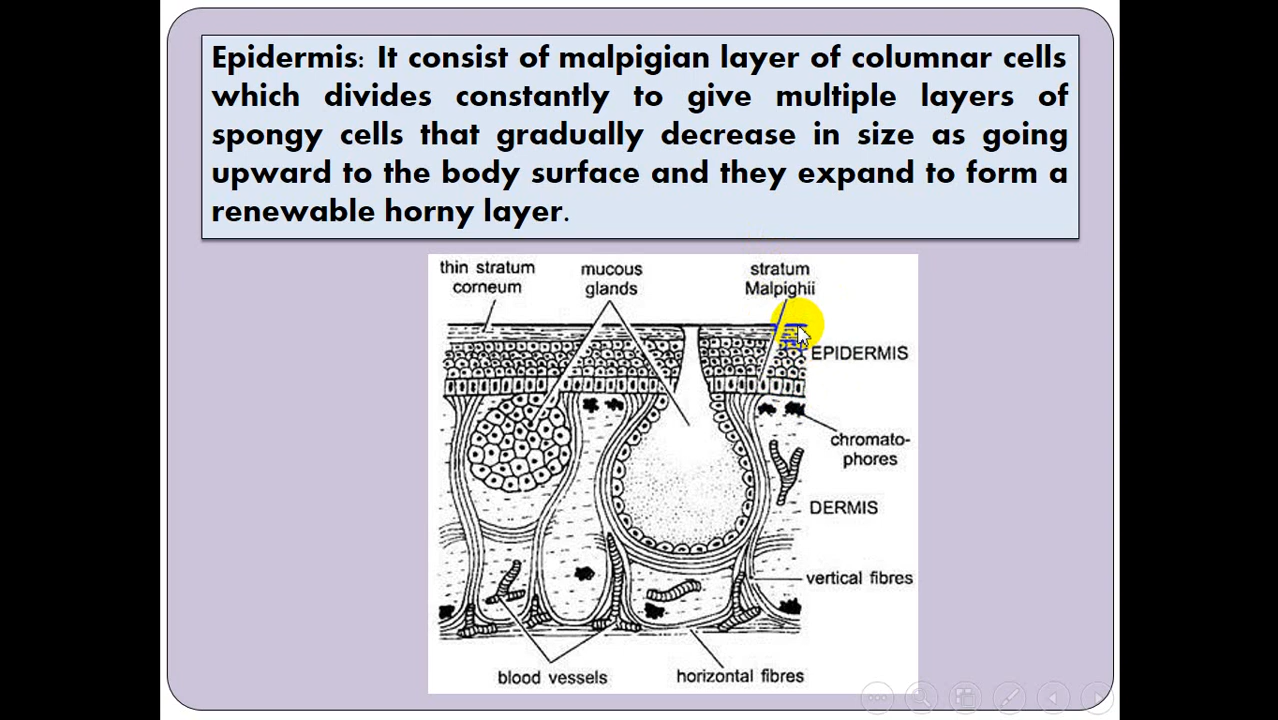 Epidermis: It consist of malpigian layer of columnar cells
which divides constantly to give multiple layers of
spongy cells that gradually decrease in size as going
upward to the body surface and they expand to form a
renewable horny layer.
thin stratum
corneum
mucous
glands
stratum
Malpighii
EPIDERMIS
chromato-
phores
DERMIS
vertical fibres
blood vessels
horizontal fibres